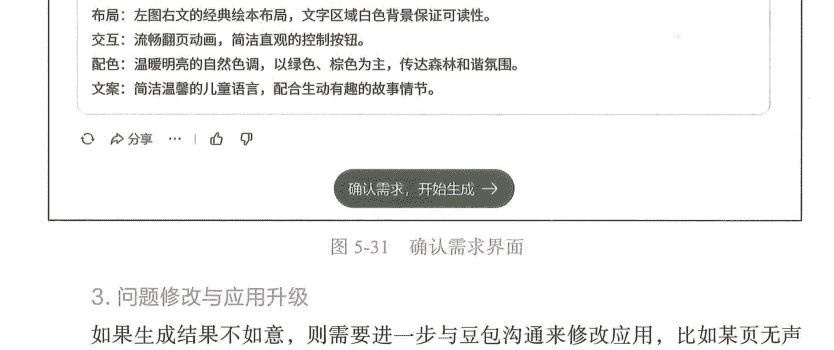 布局：左图右文的经典绘本布局，文字区域白色背景保证可读性。
交互：流畅翻页动画，简洁直观的控制按钮。
配色：温暖明亮的自然色调，以绿色、棕色为主，传达森林和谐氛围。
文案：简洁温馨的儿童语言，配合生动有趣的故事情节。
分享 ···
确认需求，开始生成 →
图 5-31 确认需求界面
3. 问题修改与应用升级
如果生成结果不如意，则需要进一步与豆包沟通来修改应用，比如某页无声